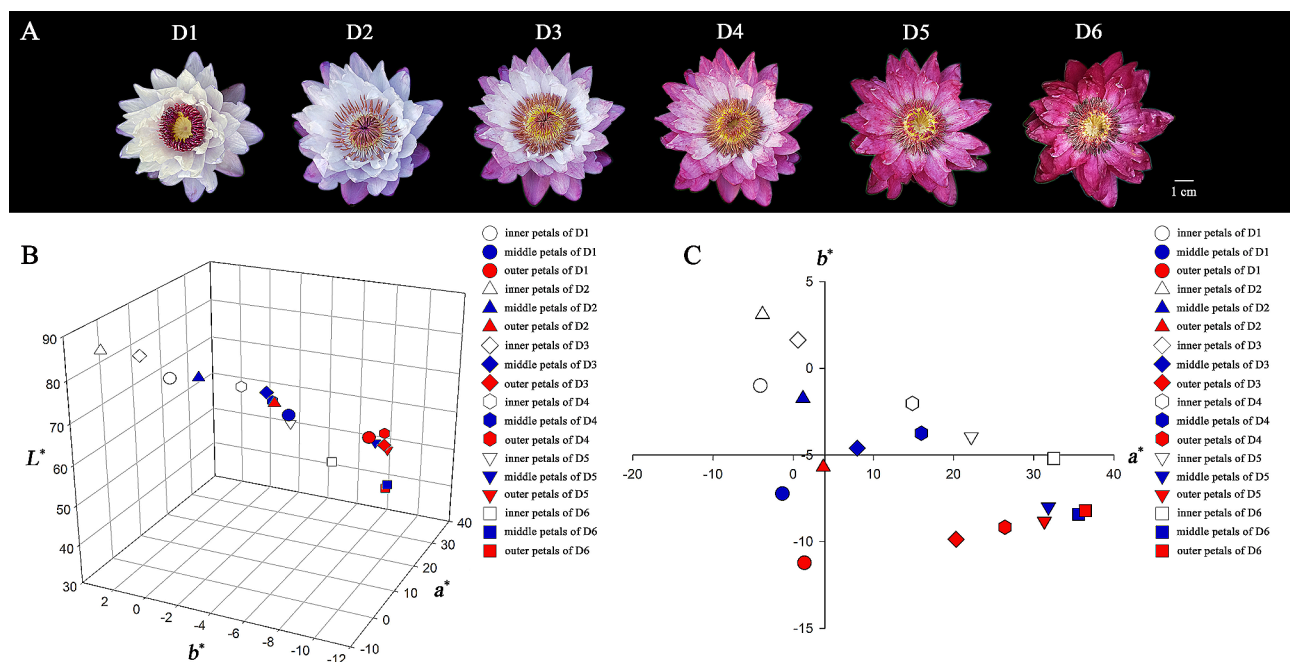 A
D1
D2
D3
D4
D5
D6
1 cm
B
90
80
70
60
50
40
30
L*
2
0
-2
-4
-6
-8
-10
-12
b*
-10
0
10
20
30
40
a*
inner petals of D1
middle petals of D1
outer petals of D1
inner petals of D2
middle petals of D2
outer petals of D2
inner petals of D3
middle petals of D3
outer petals of D3
inner petals of D4
middle petals of D4
outer petals of D4
inner petals of D5
middle petals of D5
outer petals of D5
inner petals of D6
middle petals of D6
outer petals of D6
C
b*
5
0
-5
-10
-15
-20
-10
0
10
20
30
40
a*
inner petals of D1
middle petals of D1
outer petals of D1
inner petals of D2
middle petals of D2
outer petals of D2
inner petals of D3
middle petals of D3
outer petals of D3
inner petals of D4
middle petals of D4
outer petals of D4
inner petals of D5
middle petals of D5
outer petals of D5
inner petals of D6
middle petals of D6
outer petals of D6